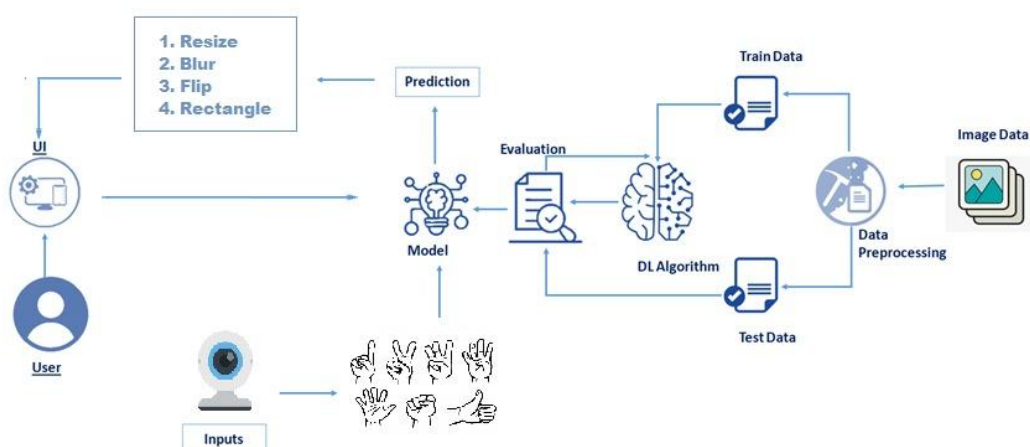 1. Resize
2. Blur
3. Flip
4. Rectangle
Prediction
Train Data
Image Data
UI
Evaluation
Model
DL Algorithm
Data
Preprocessing
User
Test Data
Inputs